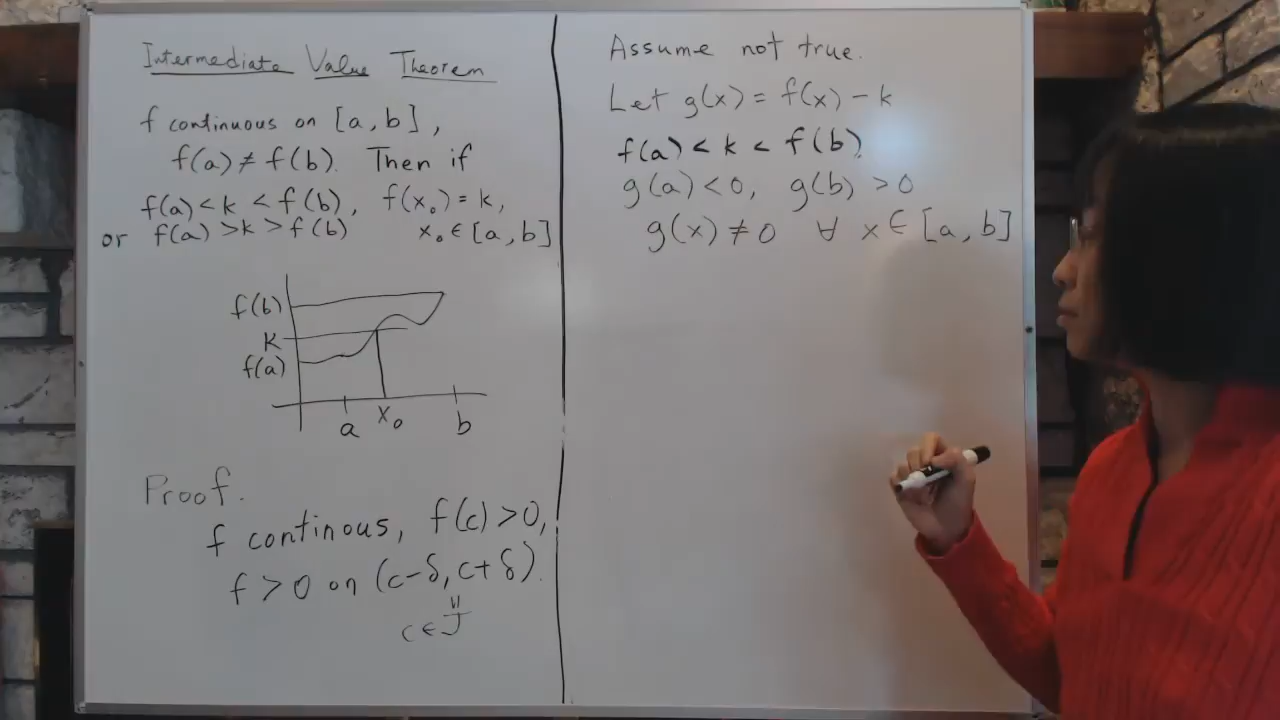 Intermediate Value Theorem
f continuous on [a, b],
f(a) ≠ f(b). Then if
f(a) < k < f(b), f(x₀) = k,
or f(a) > k > f(b) x₀ ∈ [a, b]
f(b)
K
f(a)
a x₀ b
Proof.
f continous, f(c) > 0,
f > 0 on (c-δ, c+δ).
=
c ∈ J
Assume not true.
Let g(x) = f(x) - k
f(a) < k < f(b).
g(a) < 0, g(b) > 0
g(x) ≠ 0 ∀ x ∈ [a, b]